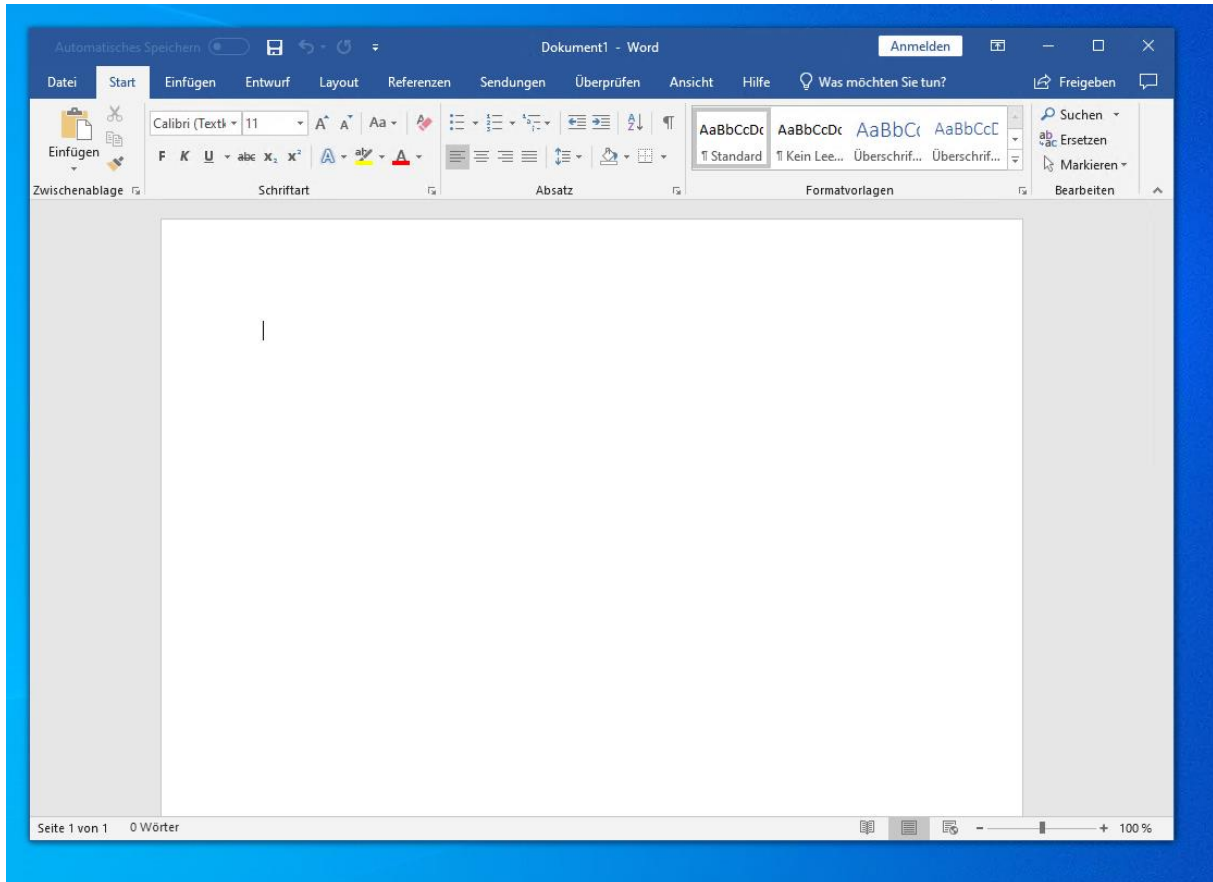 Automatisches Speichern
Dokument1 - Word
Anmelden
Datei Start Einfügen Entwurf Layout Referenzen Sendungen Überprüfen Ansicht Hilfe Was möchten Sie tun? Freigeben
Einfügen
Calibri (Textk 11 Aa
F K U abc X₂ X²
AaBbCcDc AaBbCcDc AaBbCc AaBbCcD
¶ Standard ¶ Kein Lee... Überschrif... Überschrif...
Suchen
Ersetzen
Markieren
Zwischenablage Schriftart Absatz Formatvorlagen Bearbeiten
Seite 1 von 1 0 Wörter 100 %